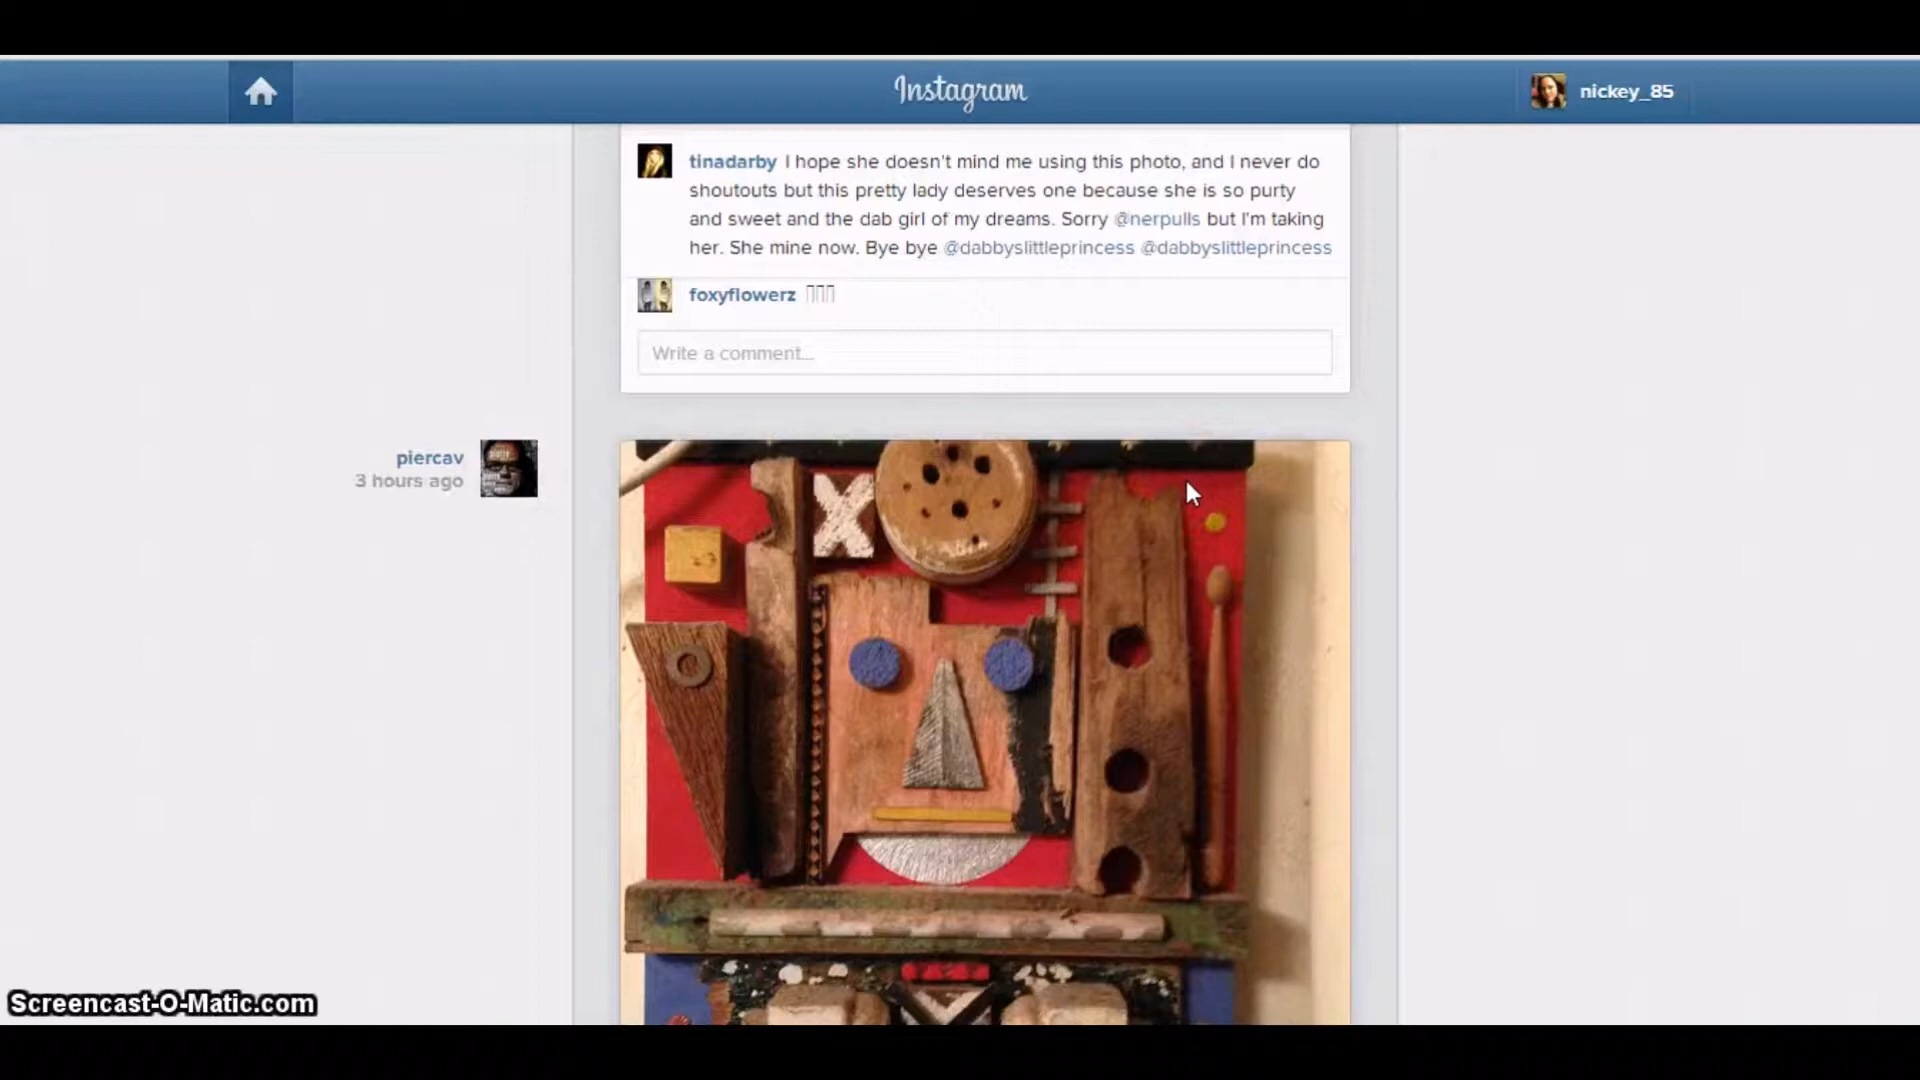 Instagram
nickey_85
tinadarby I hope she doesn't mind me using this photo, and I never do
shoutouts but this pretty lady deserves one because she is so purty
and sweet and the dab girl of my dreams. Sorry @nerpulls but I'm taking
her. She mine now. Bye bye @dabbyslittleprincess @dabbyslittleprincess
foxyflowerz
Write a comment...
piercav
3 hours ago
X
Screencast-O-Matic.com